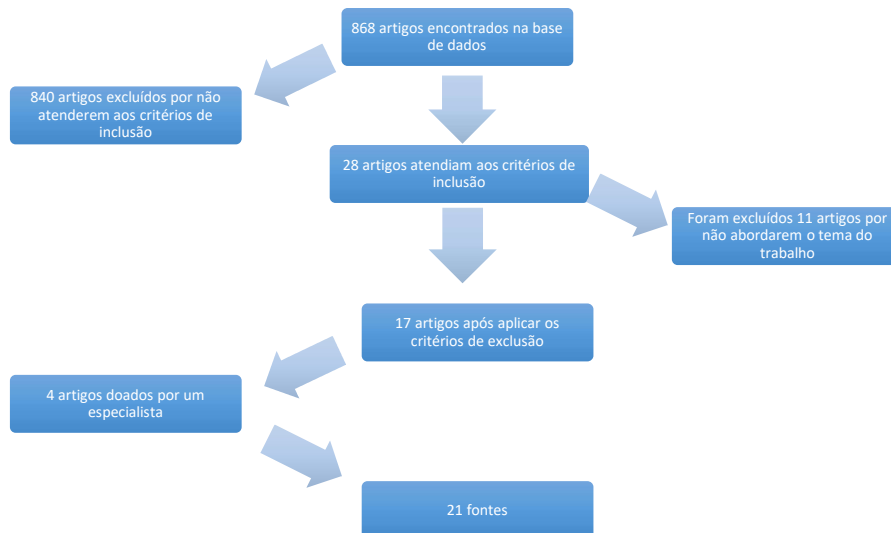 868 artigos encontrados na base
de dados
840 artigos excluídos por não
atenderem aos critérios de
inclusão
28 artigos atendiam aos critérios de
inclusão
Foram excluídos 11 artigos por
não abordarem o tema do
trabalho
17 artigos após aplicar os
critérios de exclusão
4 artigos doados por um
especialista
21 fontes